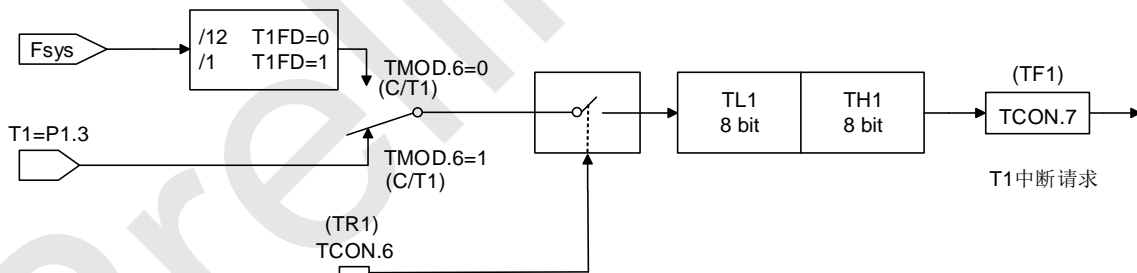 Fsys
/12 T1FD=0
/1 T1FD=1
TMOD.6=0
(C/T1)
T1=P1.3
TMOD.6=1
(C/T1)
(TR1)
TCON.6
TL1
8 bit
TH1
8 bit
(TF1)
TCON.7
T1中断请求